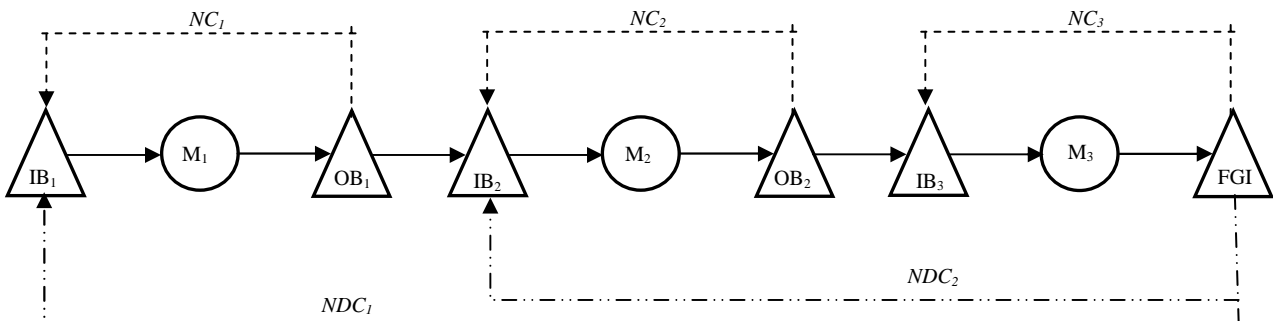 NC₁ NC₂ NC₃
M₁ M₂ M₃
IB₁ OB₁ IB₂ OB₂ IB₃ FGI
NDC₂
NDC₁